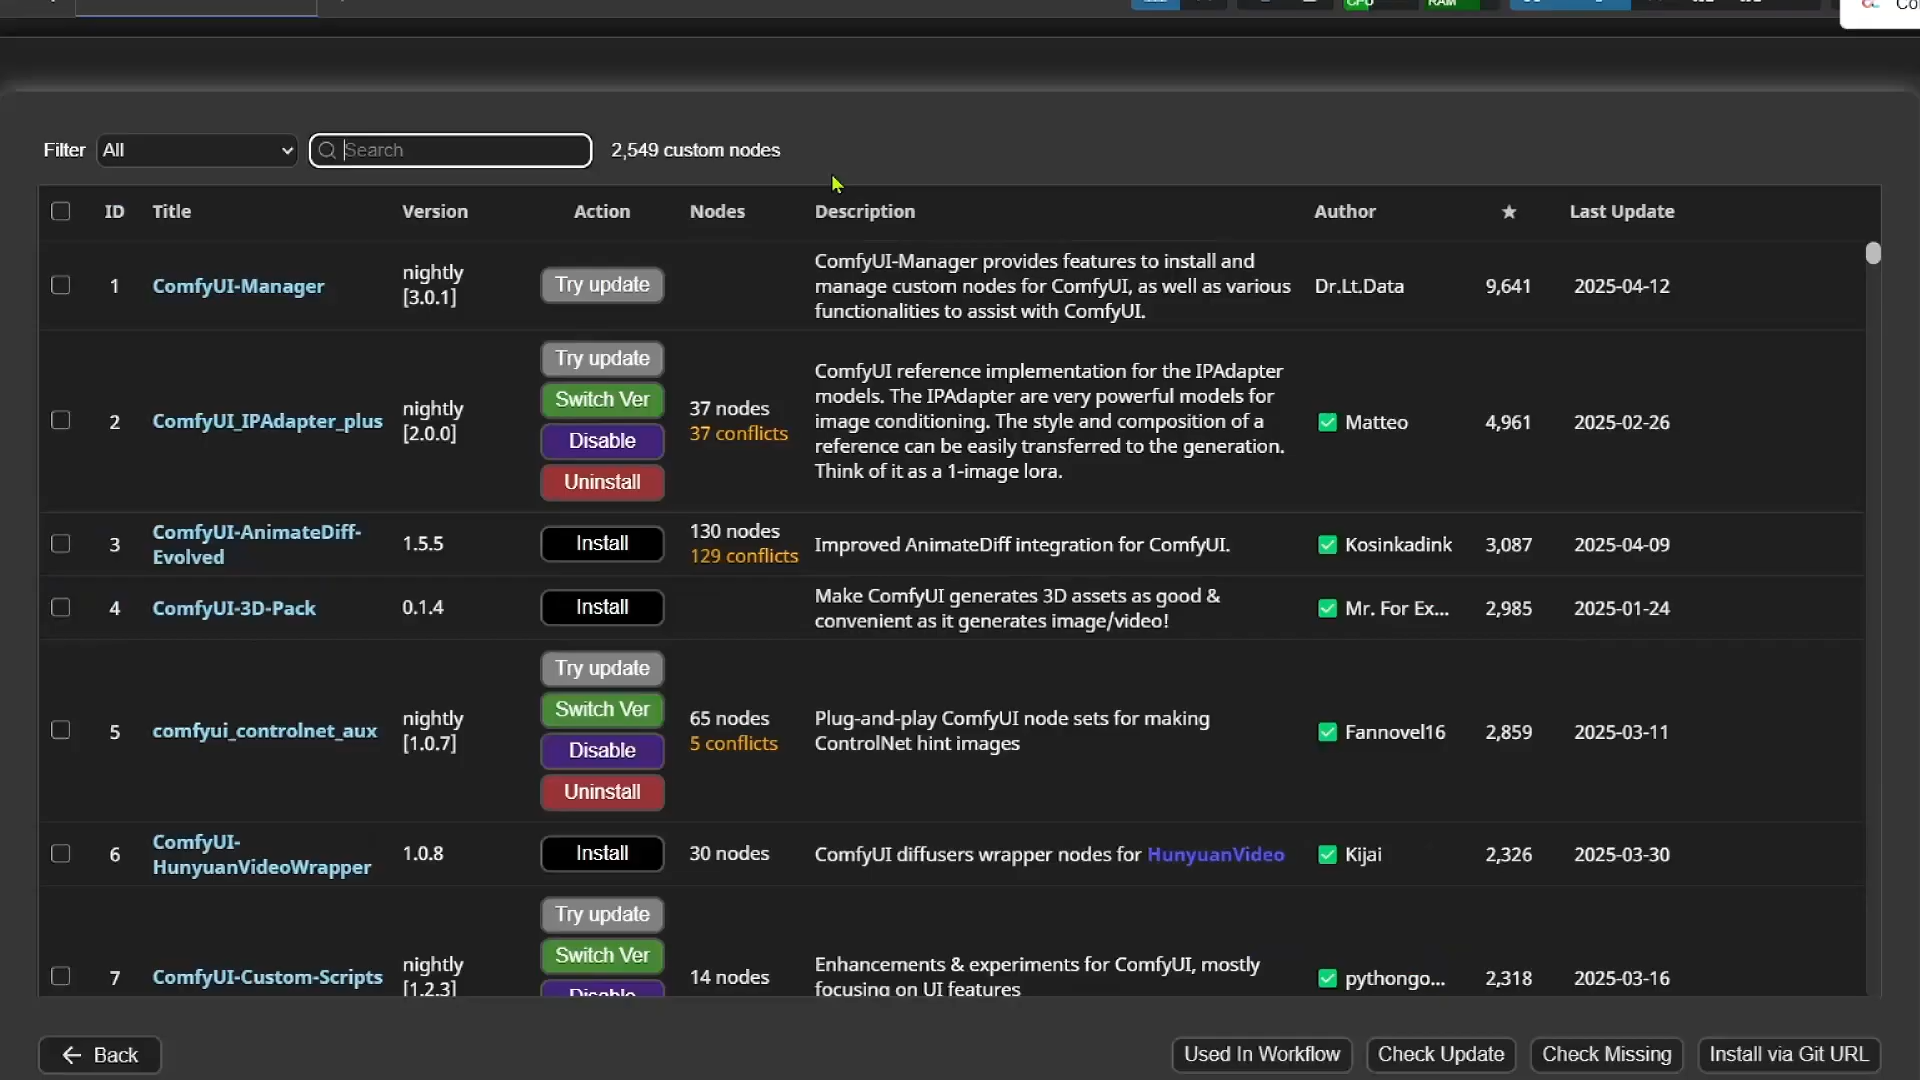 CPU RAM
Filter All Search 2,549 custom nodes
ID Title Version Action Nodes Description Author ★ Last Update
1 ComfyUI-Manager nightly [3.0.1] Try update
ComfyUI-Manager provides features to install and
manage custom nodes for ComfyUI, as well as various
functionalities to assist with ComfyUI.
Dr.Lt.Data 9,641 2025-04-12
2 ComfyUI_IPAdapter_plus nightly [2.0.0]
Try update
Switch Ver
Disable
Uninstall
37 nodes
37 conflicts
ComfyUI reference implementation for the IPAdapter
models. The IPAdapter are very powerful models for
image conditioning. The style and composition of a
reference can be easily transferred to the generation.
Think of it as a 1-image lora.
Matteo 4,961 2025-02-26
3 ComfyUI-AnimateDiff-
Evolved
1.5.5 Install
130 nodes
129 conflicts
Improved AnimateDiff integration for ComfyUI.
Kosinkadink 3,087 2025-04-09
4 ComfyUI-3D-Pack 0.1.4 Install
Make ComfyUI generates 3D assets as good &
convenient as it generates image/video!
Mr. For Ex... 2,985 2025-01-24
5 comfyui_controlnet_aux nightly [1.0.7]
Try update
Switch Ver
Disable
Uninstall
65 nodes
5 conflicts
Plug-and-play ComfyUI node sets for making
ControlNet hint images
Fannovel16 2,859 2025-03-11
6 ComfyUI-
HunyuanVideoWrapper
1.0.8 Install 30 nodes
ComfyUI diffusers wrapper nodes for HunyuanVideo
Kijai 2,326 2025-03-30
7 ComfyUI-Custom-Scripts nightly [1.2.3]
Try update
Switch Ver
Disable
14 nodes
Enhancements & experiments for ComfyUI, mostly
focusing on UI features
pythongo... 2,318 2025-03-16
← Back Used In Workflow Check Update Check Missing Install via Git URL